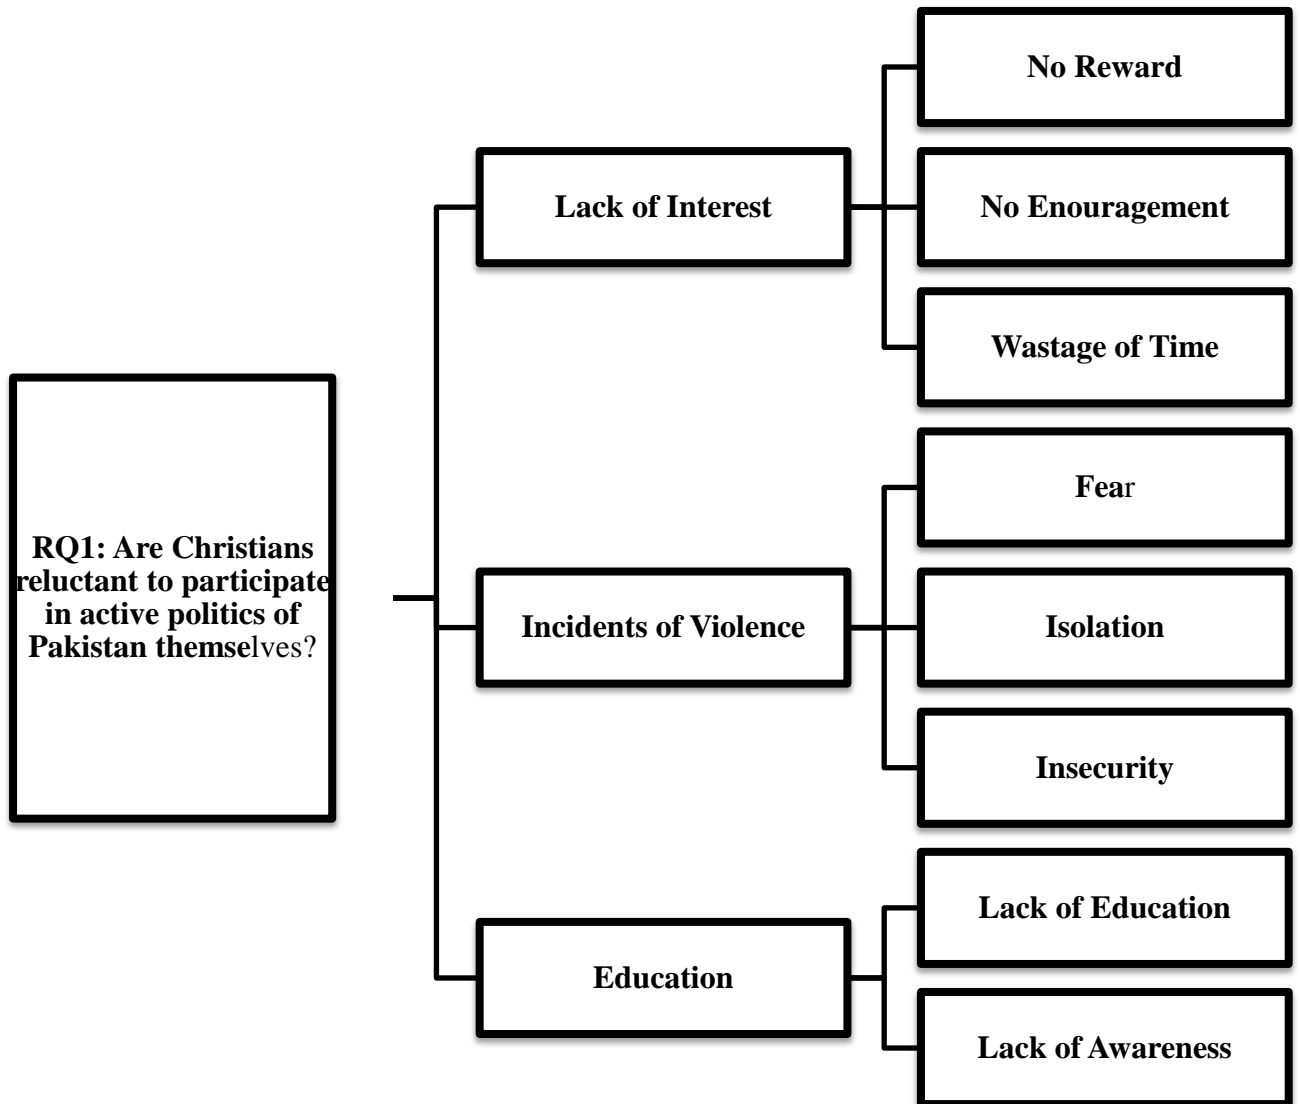 RQ1: Are Christians
reluctant to participate
in active politics of
Pakistan themselves?
Lack of Interest
No Reward
No Enouragement
Wastage of Time
Incidents of Violence
Fear
Isolation
Insecurity
Education
Lack of Education
Lack of Awareness